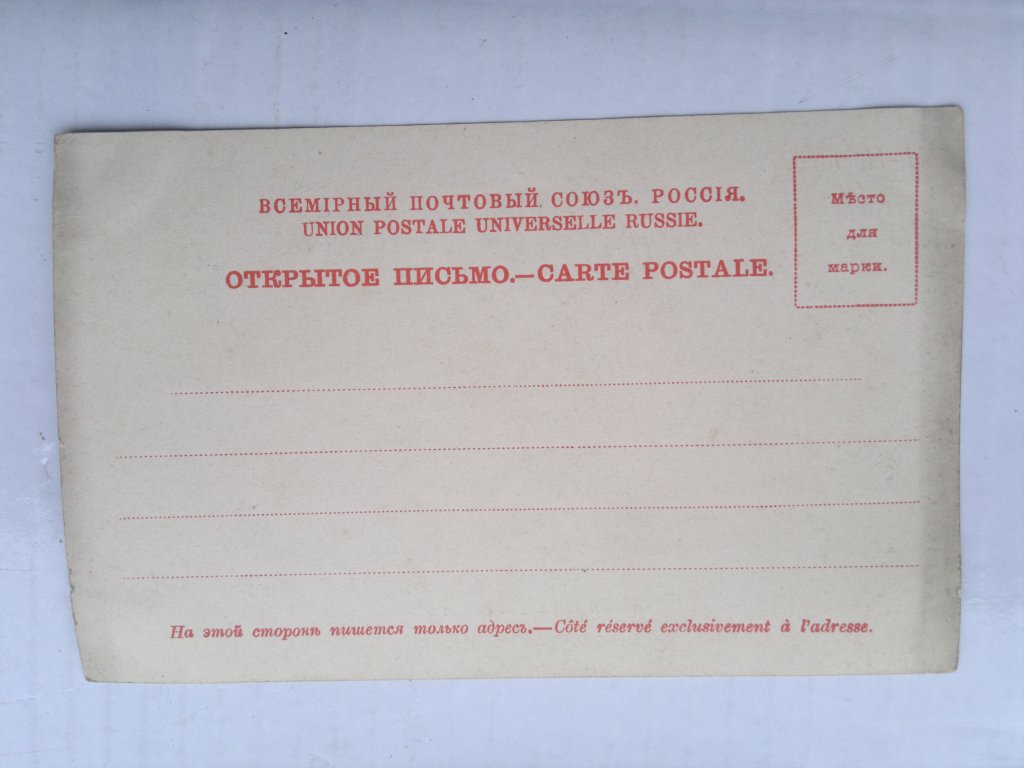 ВСЕМІРНЫЙ ПОЧТОВЫЙ СОЮЗЪ. РОССІЯ.
UNION POSTALE UNIVERSELLE RUSSIE.
ОТКРЫТОЕ ПИСЬМО.—CARTE POSTALE.
Мѣсто
для
марки.
На этой сторонѣ пишется только адресъ.—Côté réservé exclusivement à l'adresse.